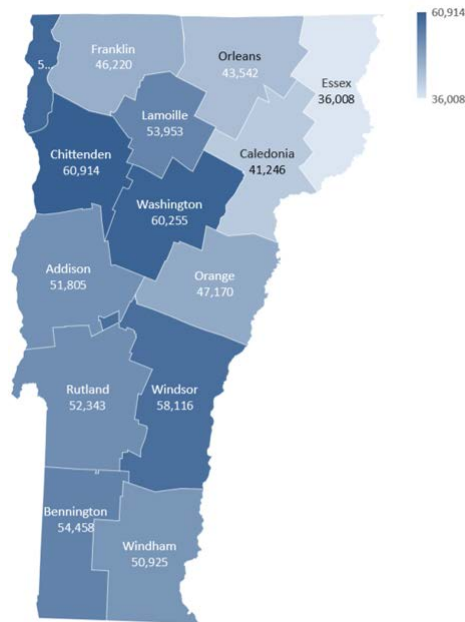 60,914
36,008
5...
Franklin
46,220
Orleans
43,542
Essex
36,008
Lamoille
53,953
Chittenden
60,914
Caledonia
41,246
Washington
60,255
Addison
51,805
Orange
47,170
Rutland
52,343
Windsor
58,116
Bennington
54,458
Windham
50,925